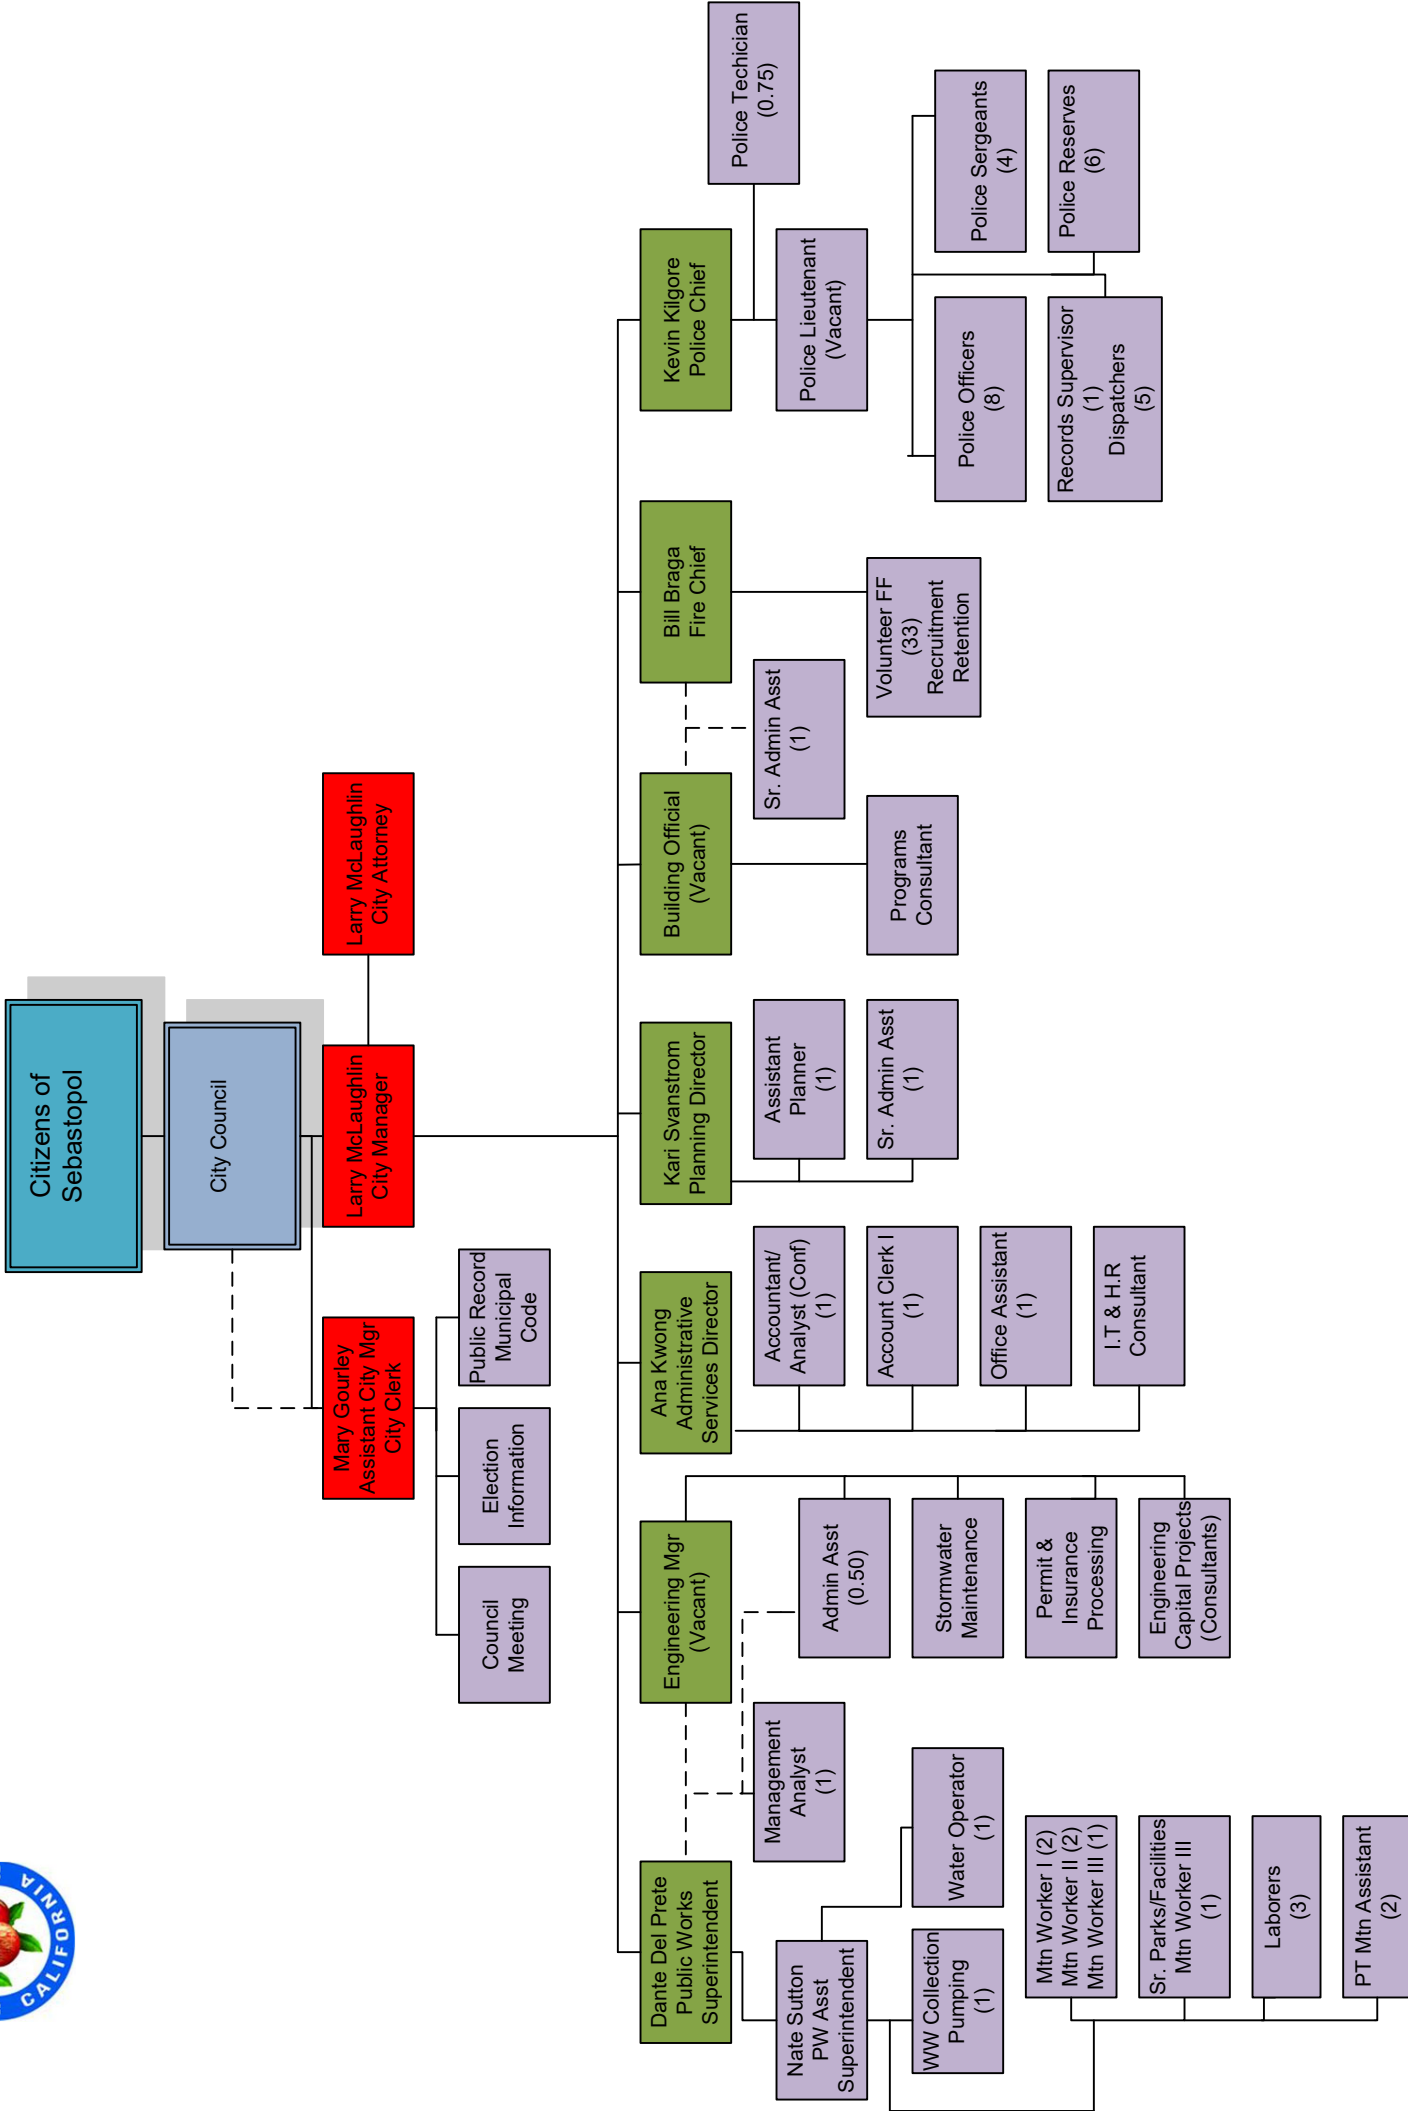 Citizens of
Sebastopol
City Council
Larry McLaughlin
City Manager
Larry McLaughlin
City Attorney
Mary Gourley
Assistant City Mgr
City Clerk
Council
Meeting
Election
Information
Public Record
Municipal
Code
Dante Del Prete
Public Works
Superintendent
Engineering Mgr
(Vacant)
Ana Kwong
Administrative
Services Director
Kari Svanstrom
Planning Director
Building Official
(Vacant)
Bill Braga
Fire Chief
Kevin Kilgore
Police Chief
Nate Sutton
PW Asst
Superintendent
WW Collection
Pumping
(1)
Water Operator
(1)
Mtn Worker I (2)
Mtn Worker II (2)
Mtn Worker III (1)
Sr. Parks/Facilities
Mtn Worker III
(1)
Laborers
(3)
PT Mtn Assistant
(2)
Management
Analyst
(1)
Admin Asst
(0.50)
Stormwater
Maintenance
Permit &
Insurance
Processing
Engineering
Capital Projects
(Consultants)
Accountant/
Analyst (Conf)
(1)
Account Clerk I
(1)
Office Assistant
(1)
I.T & H.R
Consultant
Assistant
Planner
(1)
Sr. Admin Asst
(1)
Programs
Consultant
Sr. Admin Asst
(1)
Volunteer FF
(33)
Recruitment
Retention
Police Techician
(0.75)
Police Lieutenant
(Vacant)
Police Officers
(8)
Police Sergeants
(4)
Records Supervisor
(1)
Dispatchers
(5)
Police Reserves
(6)
CALIFORNIA